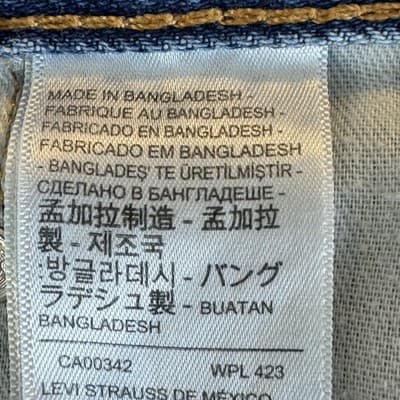 MADE IN BANGLADESH -
FABRIQUE AU BANGLADESH -
FABRICADO EN BANGLADESH -
FABRICADO EM BANGLADESH
- BANGLADEŞ' TE ÜRETİLMİŞTİR -
СДЕЛАНО В БАНГЛАДЕШЕ -
孟加拉制造 - 孟加拉
製 - 제조국
:방글라데시 - バング
ラデシュ製 - BUATAN
BANGLADESH
CA00342 WPL 423
LEVI STRAUSS DE MÉXICO